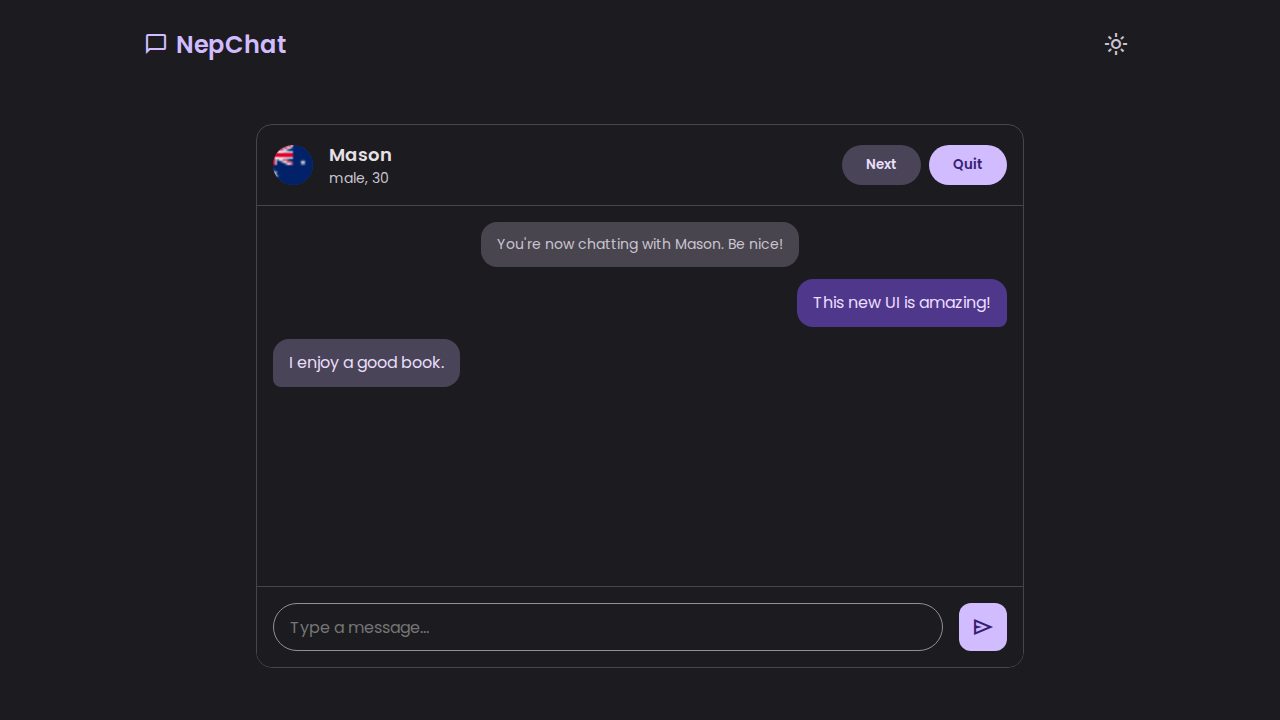 NepChat
Mason
male, 30
Next
Quit
You're now chatting with Mason. Be nice!
This new UI is amazing!
I enjoy a good book.
Type a message...